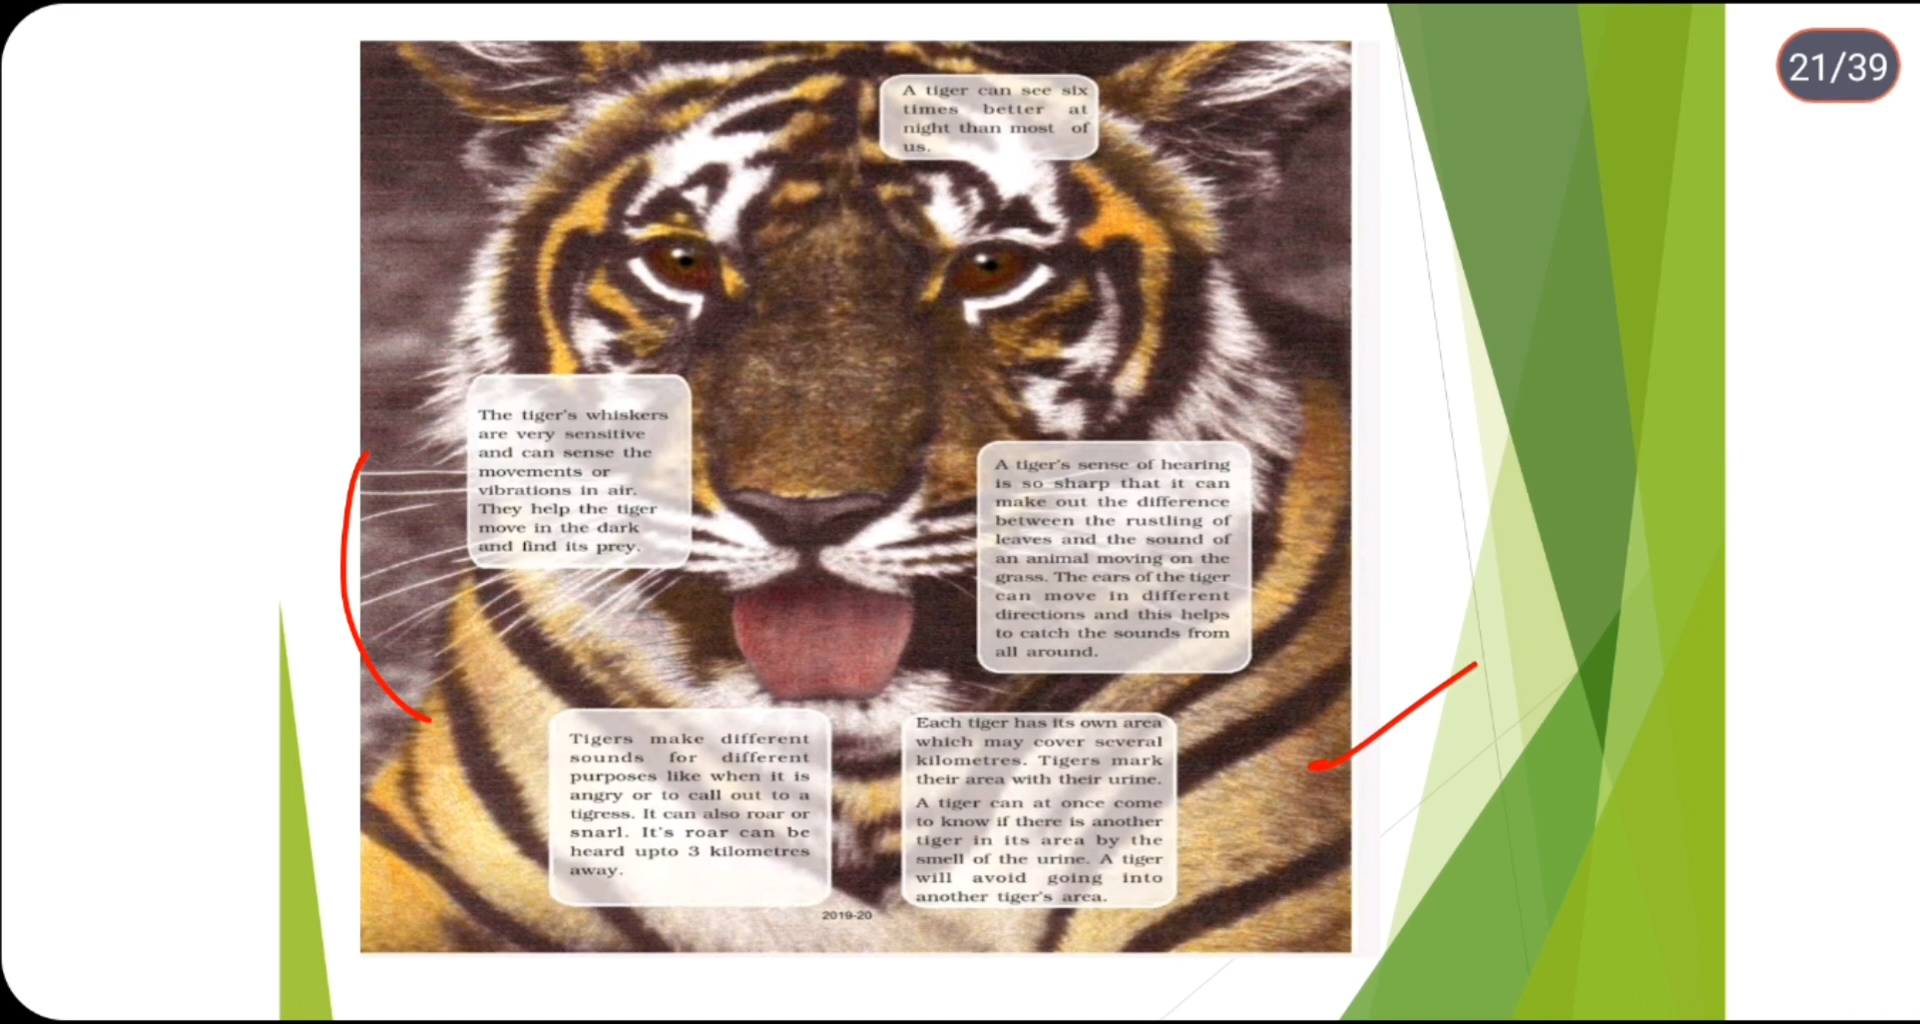 21/39
A tiger can see six
times better at
night than most of
us.
The tiger's whiskers
are very sensitive
and can sense the
movements or
vibrations in air.
They help the tiger
move in the dark
and find its prey.
A tiger's sense of hearing
is so sharp that it can
make out the difference
between the rustling of
leaves and the sound of
an animal moving on the
grass. The ears of the tiger
can move in different
directions and this helps
to catch the sounds from
all around.
Tigers make different
sounds for different
purposes like when it is
angry or to call out to a
tigress. It can also roar or
snarl. It's roar can be
heard upto 3 kilometres
away.
Each tiger has its own area
which may cover several
kilometres. Tigers mark
their area with their urine.
A tiger can at once come
to know if there is another
tiger in its area by the
smell of the urine. A tiger
will avoid going into
another tiger's area.
2019-20